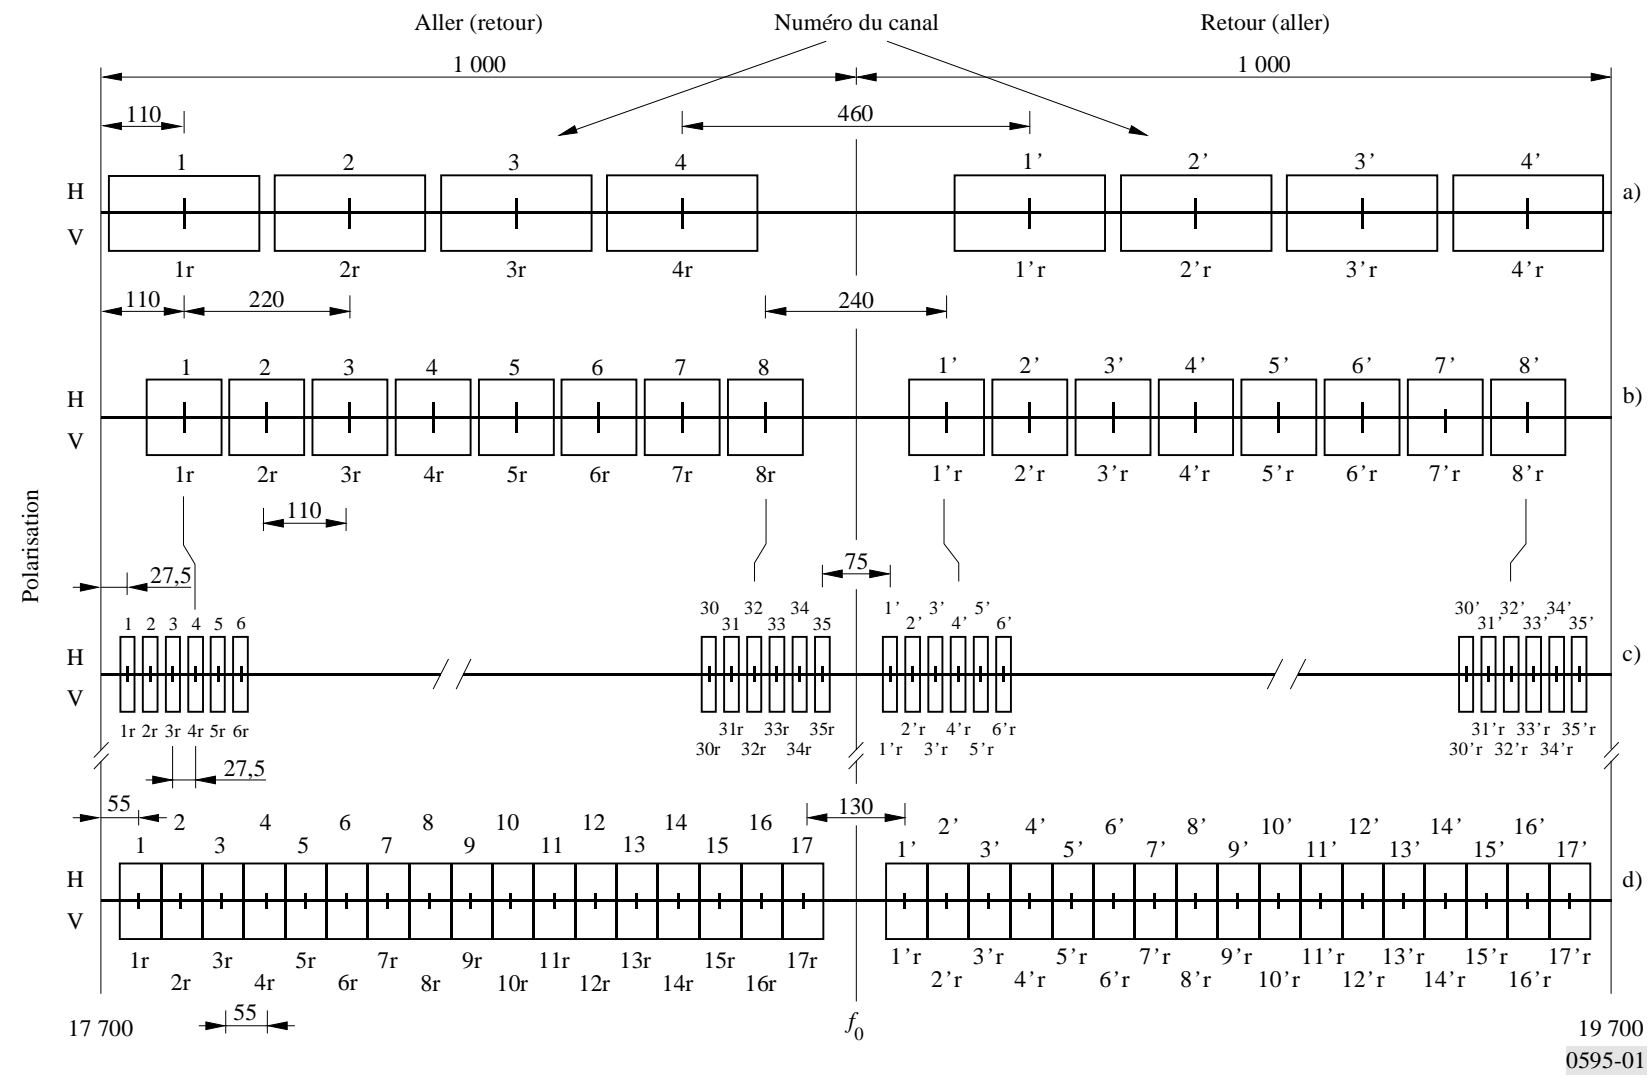 Aller (retour) Numéro du canal Retour (aller)
1 000 1 000
110 460
1 2 3 4 1’ 2’ 3’ 4’
H a)
V
1r 2r 3r 4r 1’r 2’r 3’r 4’r
110 220 240
1 2 3 4 5 6 7 8 1’ 2’ 3’ 4’ 5’ 6’ 7’ 8’
H b)
V
1r 2r 3r 4r 5r 6r 7r 8r 1’r 2’r 3’r 4’r 5’r 6’r 7’r 8’r
110
Polarisation
27,5 75
30 32 34 1’ 3’ 5’ 30’ 32’ 34’
1 2 3 4 5 6 31 33 35 2’ 4’ 6’ 31’ 33’ 35’
H c)
V
1r 2r 3r 4r 5r 6r 31r 33r 35r 2’r 4’r 6’r 31’r 33’r 35’r
30r 32r 34r 1’r 3’r 5’r 30’r 32’r 34’r
27,5
55 130
2 4 6 8 10 12 14 16 2’ 4’ 6’ 8’ 10’ 12’ 14’ 16’
1 3 5 7 9 11 13 15 17 1’ 3’ 5’ 7’ 9’ 11’ 13’ 15’ 17’
H d)
V
1r 3r 5r 7r 9r 11r 13r 15r 17r 1’r 3’r 5’r 7’r 9’r 11’r 13’r 15’r 17’r
2r 4r 6r 8r 10r 12r 14r 16r 2’r 4’r 6’r 8’r 10’r 12’r 14’r 16’r
55
17 700 f0 19 700
0595-01